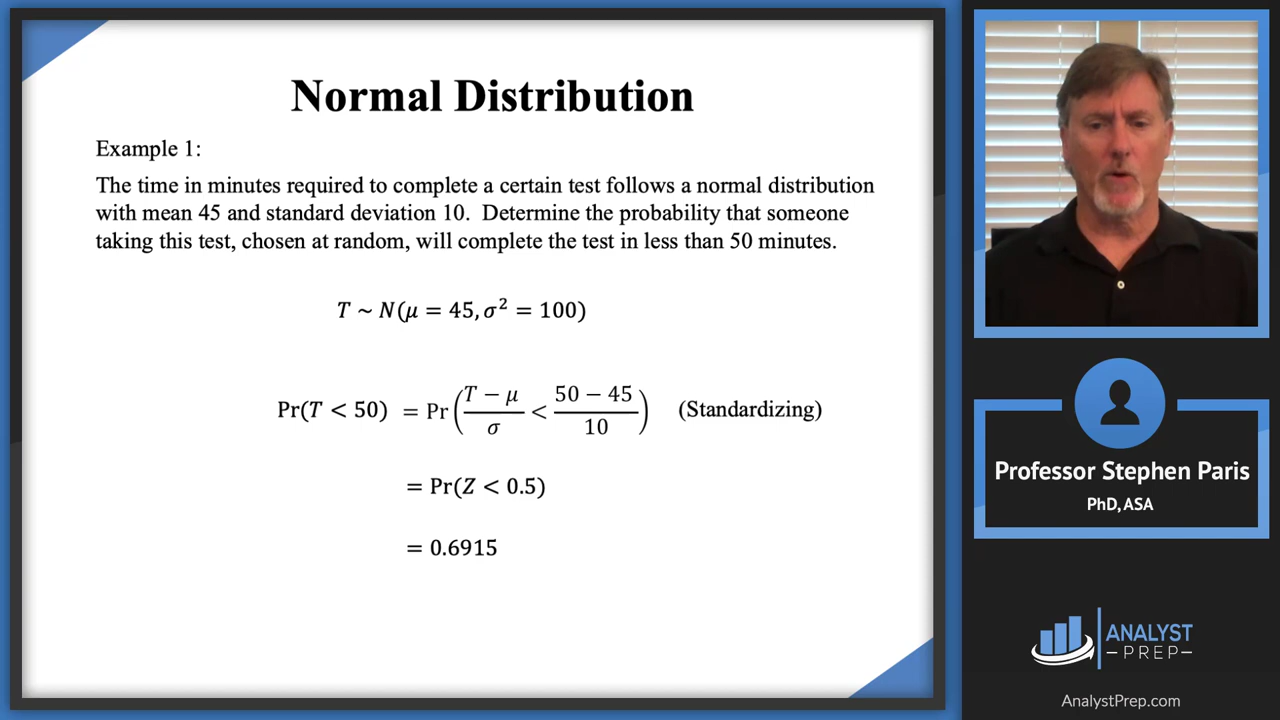 Normal Distribution
Example 1:
The time in minutes required to complete a certain test follows a normal distribution
with mean 45 and standard deviation 10. Determine the probability that someone
taking this test, chosen at random, will complete the test in less than 50 minutes.
T ~ N(μ = 45, σ² = 100)
Pr(T < 50) = Pr((T − μ)/σ < (50 − 45)/10) (Standardizing)
= Pr(Z < 0.5)
= 0.6915
Professor Stephen Paris
PhD, ASA
ANALYST
PREP
AnalystPrep.com